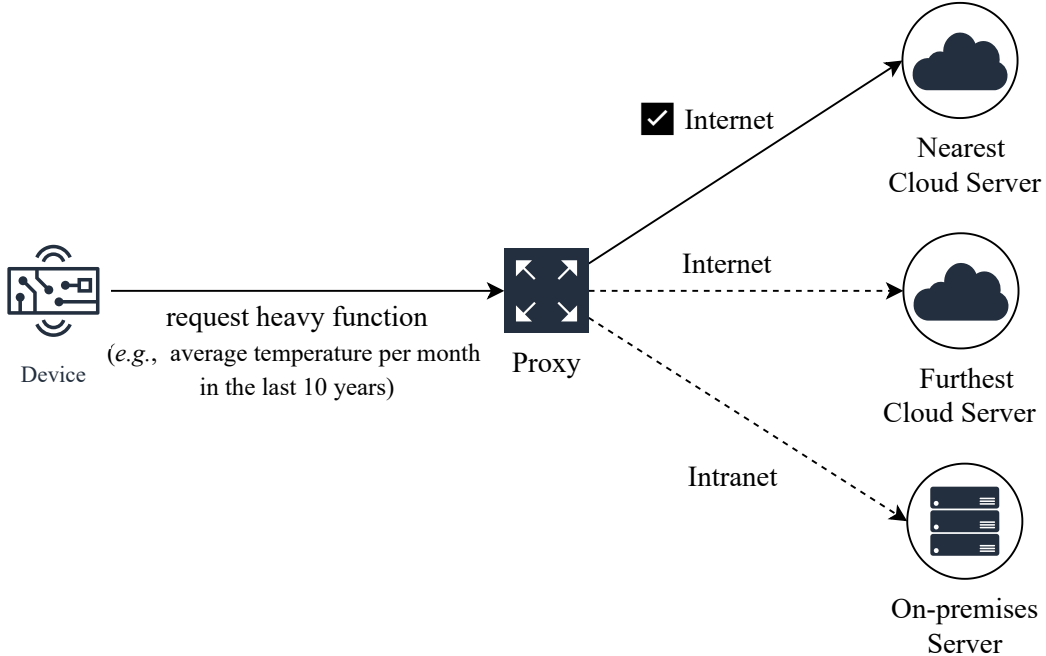 Internet
Nearest
Cloud Server
Internet
request heavy function
(e.g., average temperature per month
in the last 10 years)
Device
Proxy
Furthest
Cloud Server
Intranet
On-premises
Server